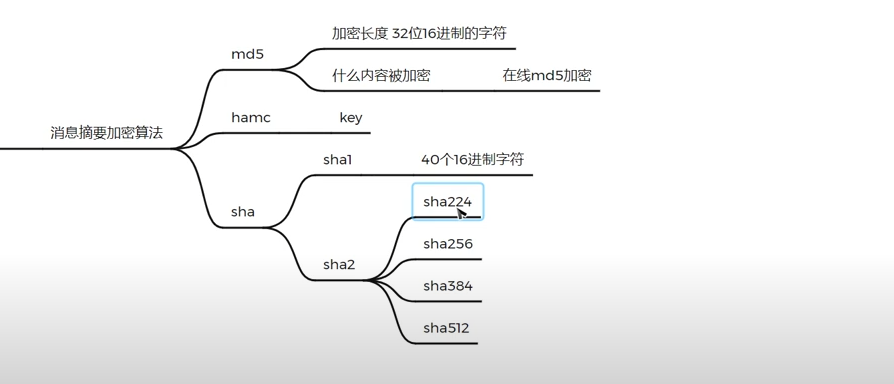 消息摘要加密算法
md5
加密长度 32位16进制的字符
什么内容被加密
在线md5加密
hamc
key
sha
sha1
40个16进制字符
sha2
sha224
sha256
sha384
sha512